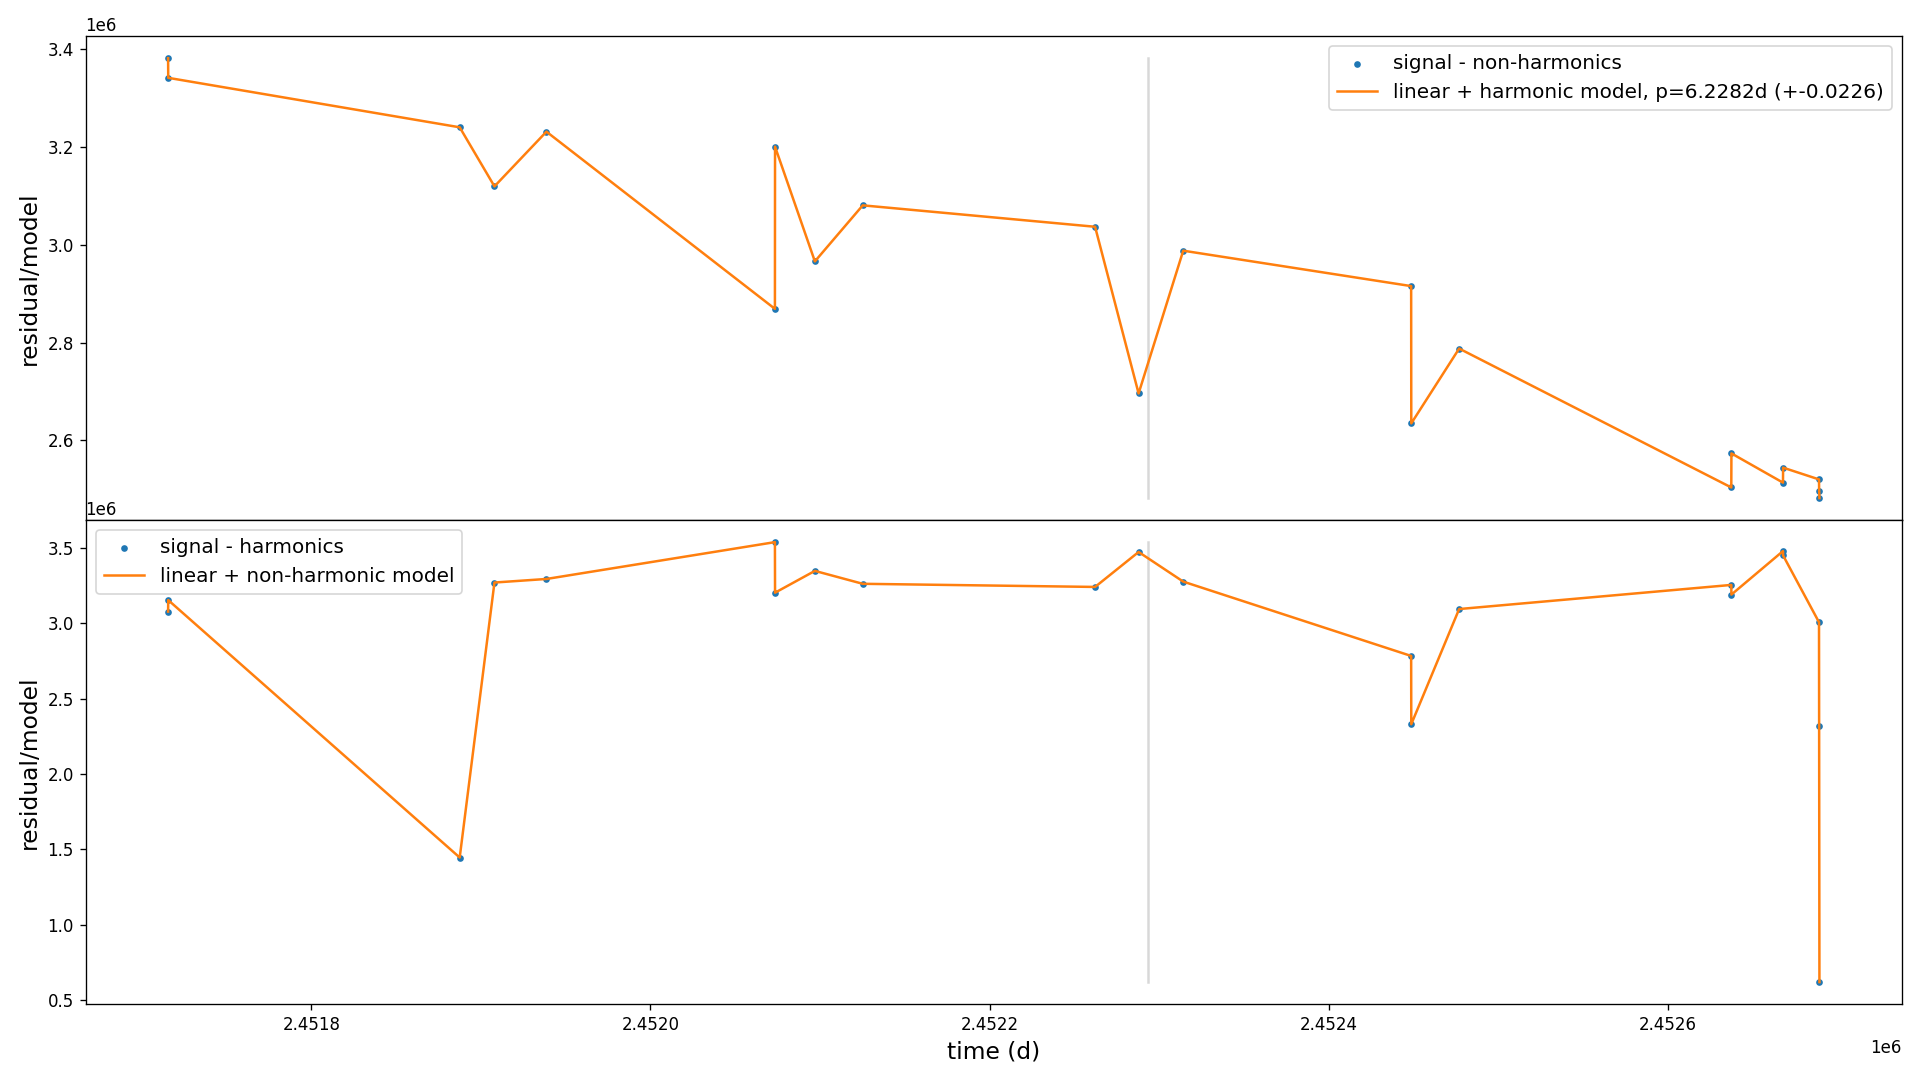 1e6
3.4
3.2
3.0
2.8
2.6
residual/model
signal - non-harmonics
linear + harmonic model, p=6.2282d (+-0.0226)
1e6
3.5
3.0
2.5
2.0
1.5
1.0
0.5
residual/model
signal - harmonics
linear + non-harmonic model
2.4518
2.4520
2.4522
2.4524
2.4526
1e6
time (d)